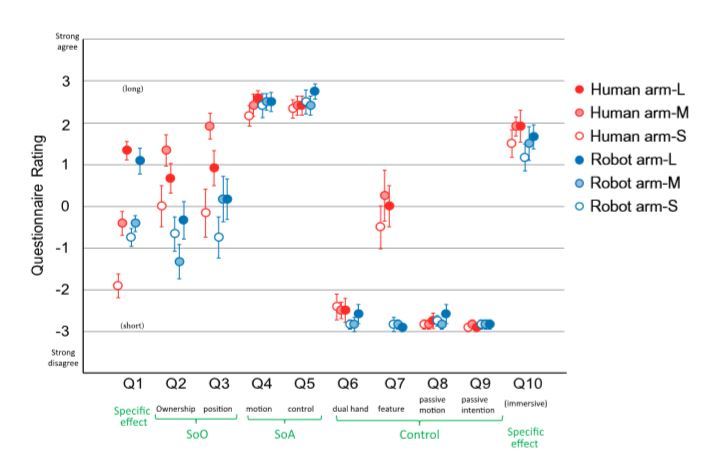 Strong
agree
3
(long)
2
1
0
-1
-2
-3
(short)
Strong
disagree
Questionnaire Rating
Human arm-L
Human arm-M
Human arm-S
Robot arm-L
Robot arm-M
Robot arm-S
Q1 Q2 Q3 Q4 Q5 Q6 Q7 Q8 Q9 Q10
Specific
effect
Ownership position motion control dual hand feature
passive
motion
passive
intention
(immersive)
SoO SoA Control
Specific
effect